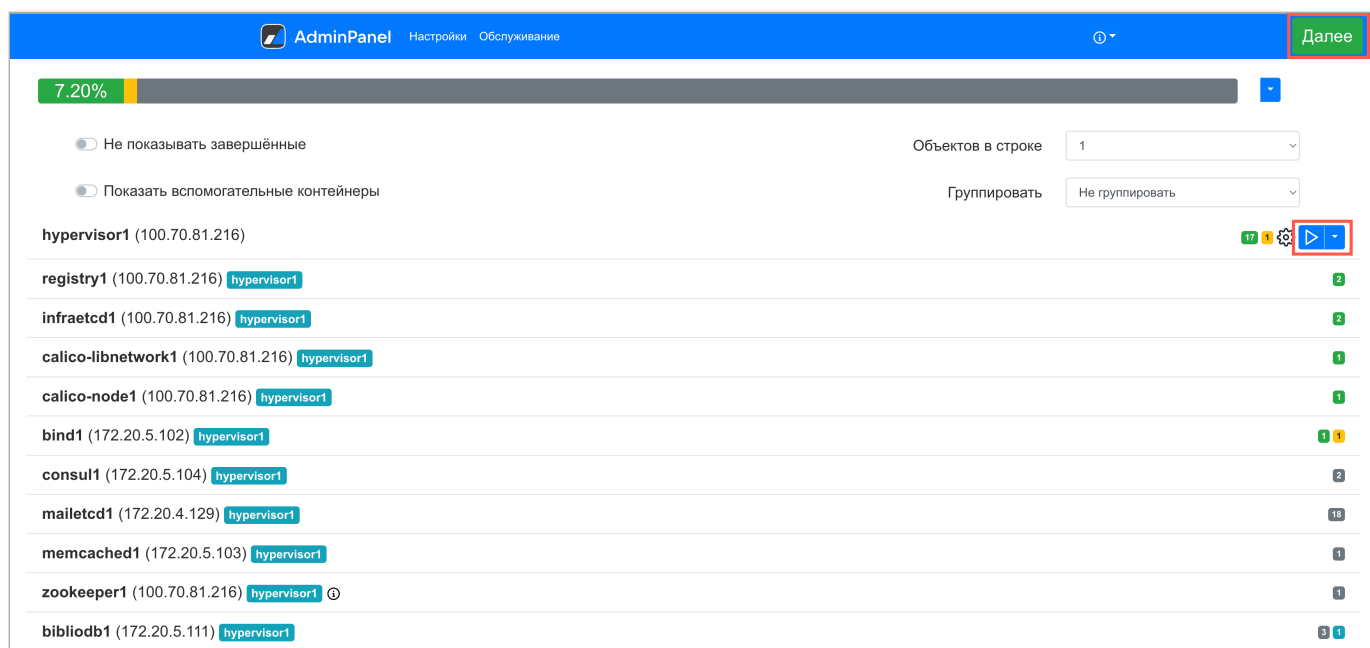 AdminPanel Настройки Обслуживание Далее
7.20%
Не показывать завершённые Объектов в строке 1
Показать вспомогательные контейнеры Группировать Не группировать
hypervisor1 (100.70.81.216) 17 1
registry1 (100.70.81.216) hypervisor1 2
infraetcd1 (100.70.81.216) hypervisor1 2
calico-libnetwork1 (100.70.81.216) hypervisor1 1
calico-node1 (100.70.81.216) hypervisor1 1
bind1 (172.20.5.102) hypervisor1 1 1
consul1 (172.20.5.104) hypervisor1 2
mailetcd1 (172.20.4.129) hypervisor1 18
memcached1 (172.20.5.103) hypervisor1 1
zookeeper1 (100.70.81.216) hypervisor1 1
bibliodb1 (172.20.5.111) hypervisor1 3 1